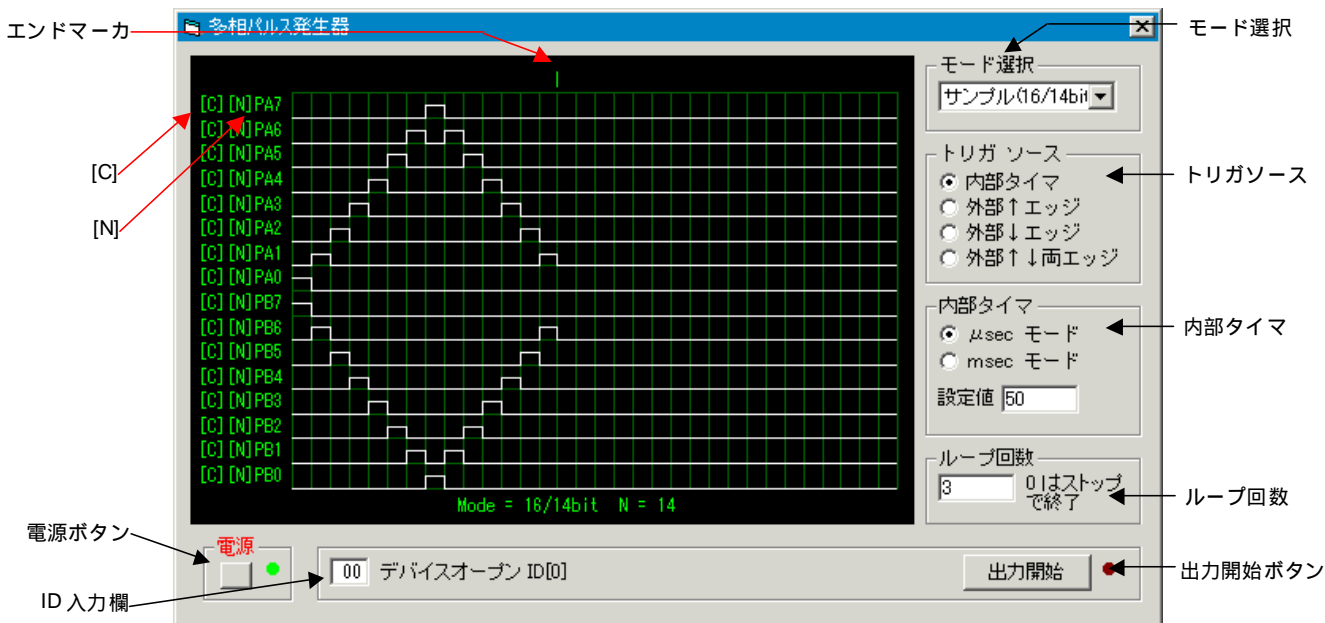 エンドマーカ
多相パルス発生器
モード選択
モード選択
サンプル(16/14bit
[C] [N] PA7
[C] [N] PA6
[C] [N] PA5
[C] [N] PA4
[C] [N] PA3
[C] [N] PA2
[C] [N] PA1
[C] [N] PA0
[C] [N] PB7
[C] [N] PB6
[C] [N] PB5
[C] [N] PB4
[C] [N] PB3
[C] [N] PB2
[C] [N] PB1
[C] [N] PB0
Mode = 16/14bit N = 14
[C]
[N]
トリガ ソース
内部タイマ
外部↑エッジ
外部↓エッジ
外部↑↓両エッジ
トリガソース
内部タイマ
μsec モード
msec モード
設定値 50
内部タイマ
ループ回数
3
0はストップ
で終了
ループ回数
電源ボタン
電源
00 デバイスオープン ID[0]
出力開始
出力開始ボタン
ID入力欄